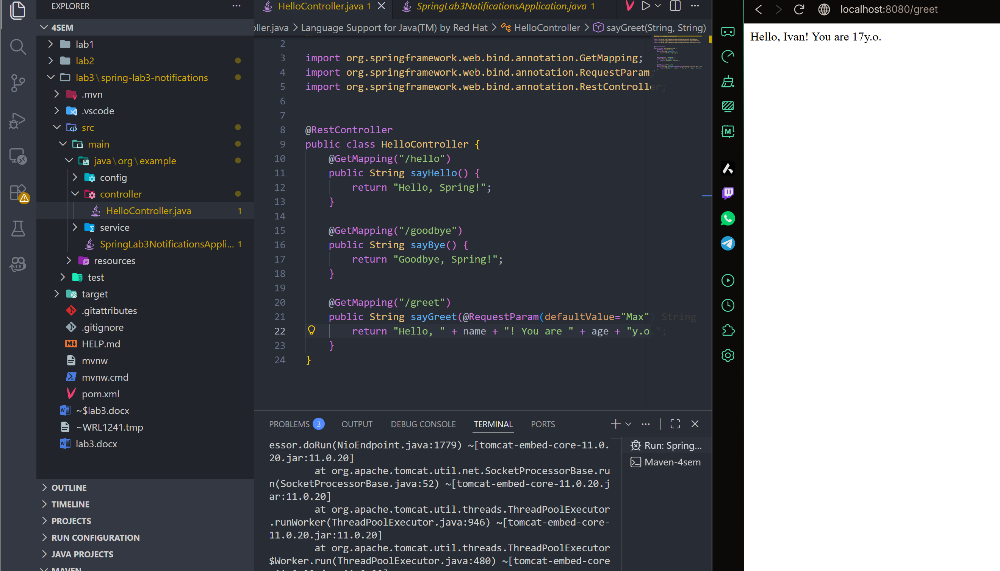 EXPLORER
4SEM
lab1
lab2
lab3\spring-lab3-notifications
.mvn
.vscode
src
main
java\org\example
config
controller
HelloController.java 1
service
SpringLab3NotificationsAppli... 1
resources
test
target
.gitattributes
.gitignore
HELP.md
mvnw
mvnw.cmd
pom.xml
~$lab3.docx
~WRL1241.tmp
lab3.docx
OUTLINE
TIMELINE
PROJECTS
RUN CONFIGURATION
JAVA PROJECTS
MAVEN
HelloController.java 1
SpringLab3NotificationsApplication.java 1
oller.java > Language Support for Java(TM) by Red Hat > HelloController > sayGreet(String, String)
2
3 import org.springframework.web.bind.annotation.GetMapping;
4 import org.springframework.web.bind.annotation.RequestParam;
5 import org.springframework.web.bind.annotation.RestController;
6
7
8 @RestController
9 public class HelloController {
10 @GetMapping("/hello")
11 public String sayHello() {
12 return "Hello, Spring!";
13 }
14
15 @GetMapping("/goodbye")
16 public String sayBye() {
17 return "Goodbye, Spring!";
18 }
19
20 @GetMapping("/greet")
21 public String sayGreet(@RequestParam(defaultValue="Max") String
22 return "Hello, " + name + "! You are " + age + "y.o.";
23 }
24 }
PROBLEMS 3
OUTPUT
DEBUG CONSOLE
TERMINAL
PORTS
essor.doRun(NioEndpoint.java:1779) ~[tomcat-embed-core-11.0.
20.jar:11.0.20]
at org.apache.tomcat.util.net.SocketProcessorBase.ru
n(SocketProcessorBase.java:52) ~[tomcat-embed-core-11.0.20.j
ar:11.0.20]
at org.apache.tomcat.util.threads.ThreadPoolExecutor
.runWorker(ThreadPoolExecutor.java:946) ~[tomcat-embed-core-
11.0.20.jar:11.0.20]
at org.apache.tomcat.util.threads.ThreadPoolExecutor
$Worker.run(ThreadPoolExecutor.java:480) ~[tomcat-embed-core
Run: Spring...
Maven-4sem
localhost:8080/greet
Hello, Ivan! You are 17y.o.